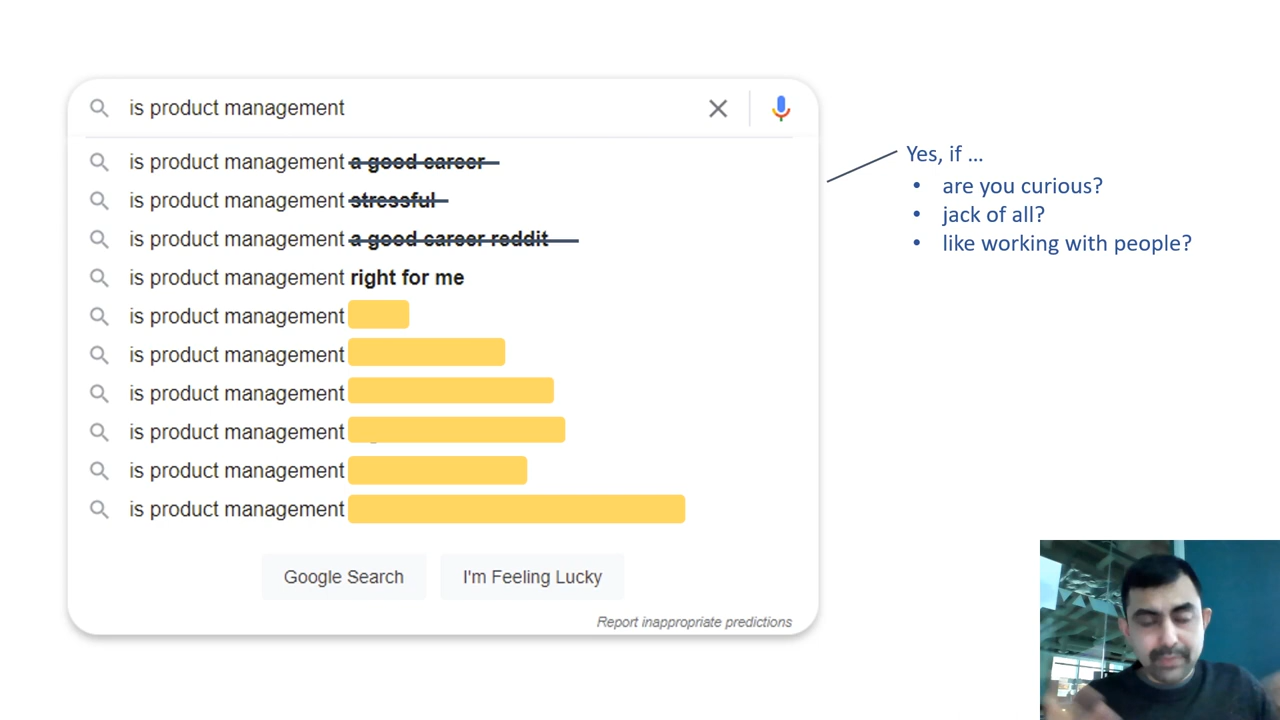 is product management
is product management a good career
is product management stressful
is product management a good career reddit
is product management right for me
is product management
is product management
is product management
is product management
is product management
is product management
Google Search
I'm Feeling Lucky
Report inappropriate predictions
Yes, if ...
• are you curious?
• jack of all?
• like working with people?